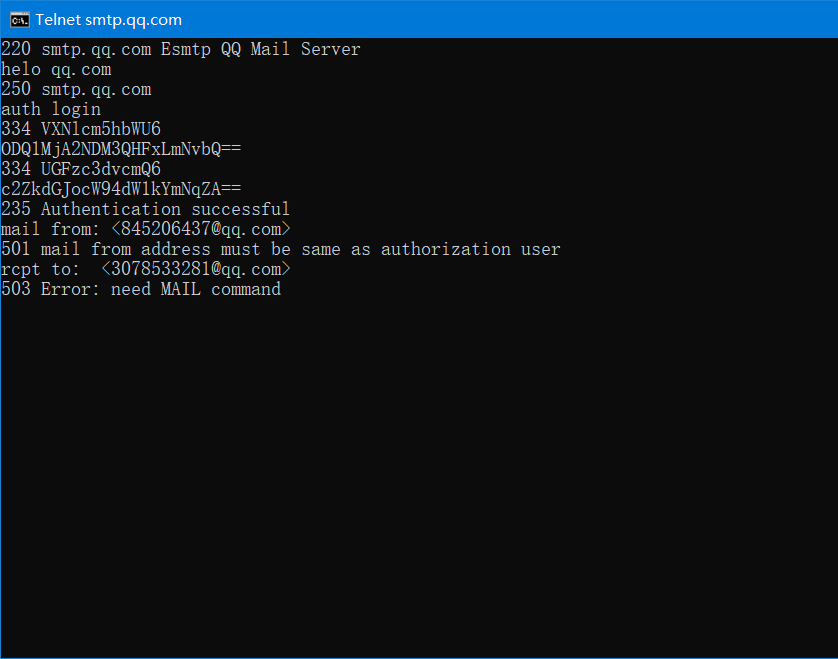 Telnet smtp.qq.com
220 smtp.qq.com Esmtp QQ Mail Server
helo qq.com
250 smtp.qq.com
auth login
334 VXNlcm5hbWU6
ODQ1MjA2NDM3QHFxLmNvbQ==
334 UGFzc3dvcmQ6
c2ZkdGJocW94dW1kYmNqZA==
235 Authentication successful
mail from: <845206437@qq.com>
501 mail from address must be same as authorization user
rcpt to:  <3078533281@qq.com>
503 Error: need MAIL command